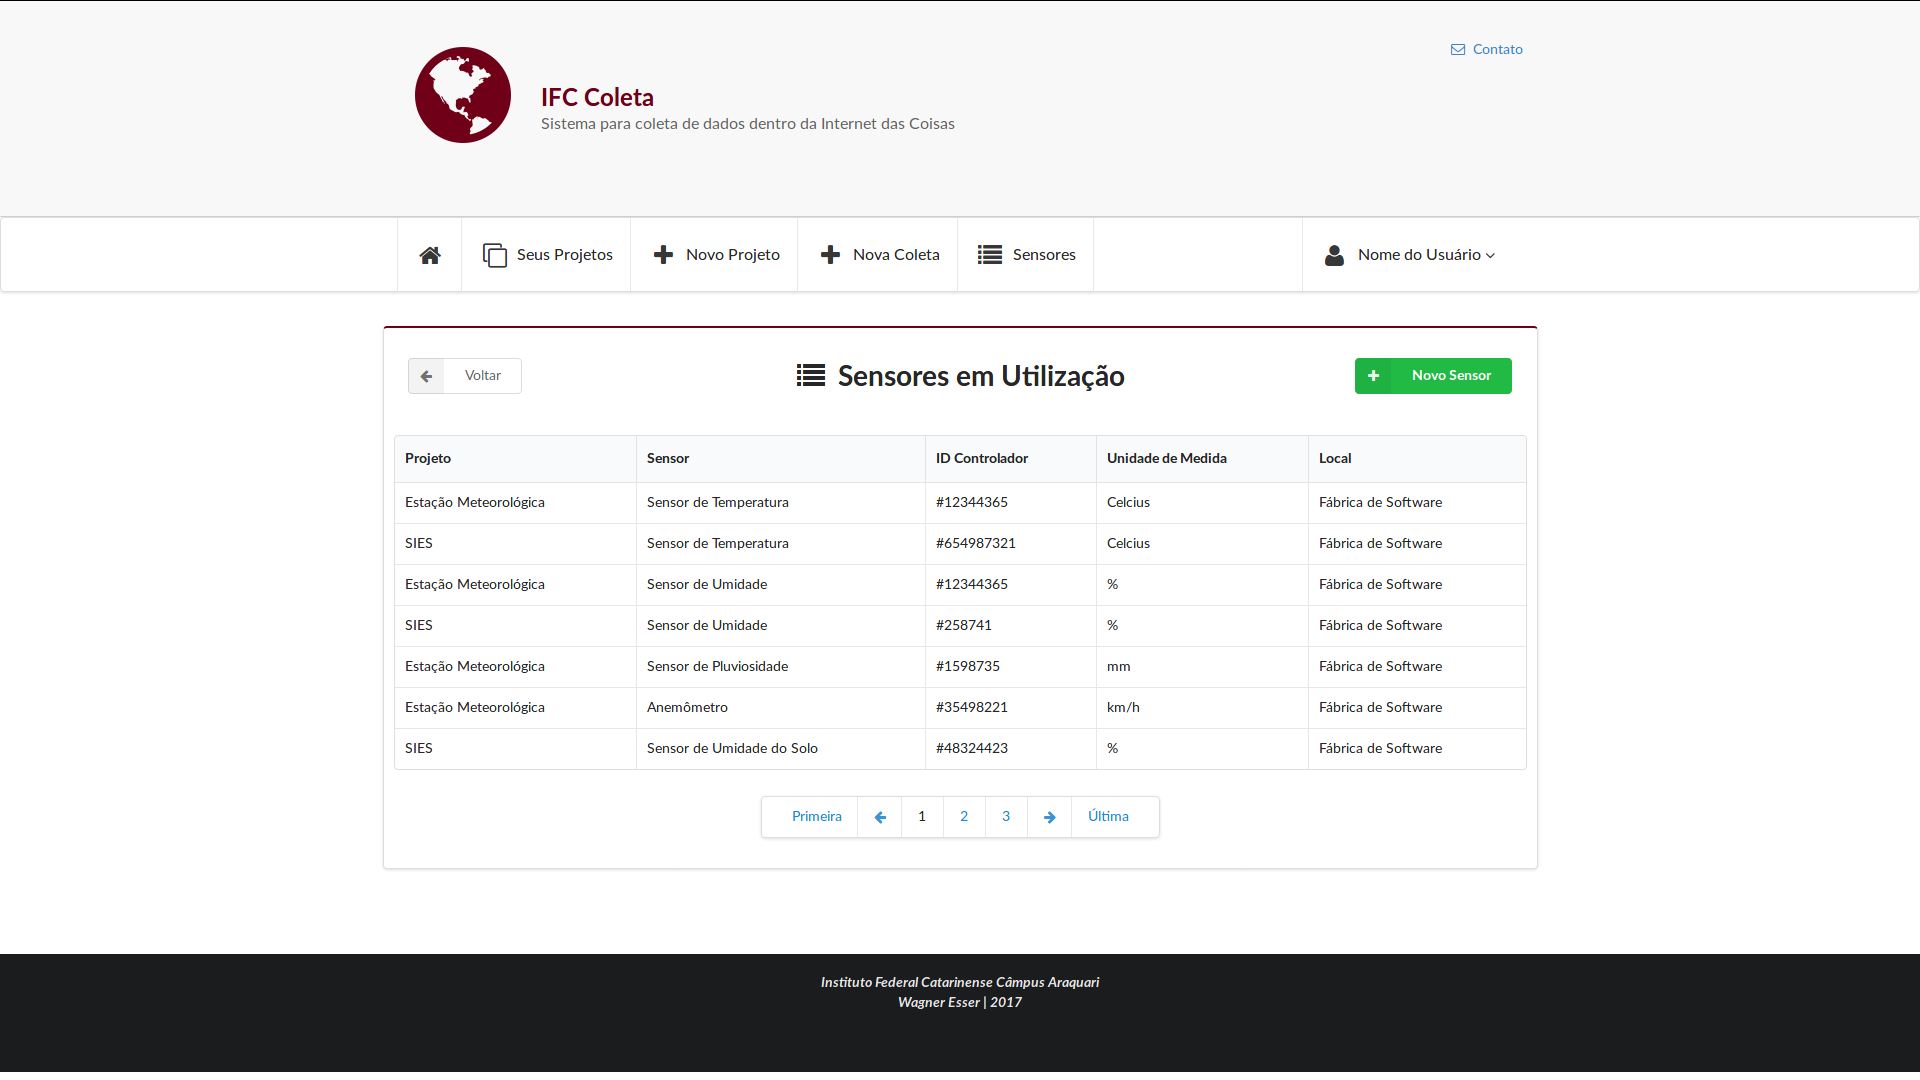 Contato
IFC Coleta
Sistema para coleta de dados dentro da Internet das Coisas
Seus Projetos Novo Projeto Nova Coleta Sensores Nome do Usuário
Voltar Sensores em Utilização Novo Sensor
Projeto Sensor ID Controlador Unidade de Medida Local
Estação Meteorológica Sensor de Temperatura #12344365 Celcius Fábrica de Software
SIES Sensor de Temperatura #654987321 Celcius Fábrica de Software
Estação Meteorológica Sensor de Umidade #12344365 % Fábrica de Software
SIES Sensor de Umidade #258741 % Fábrica de Software
Estação Meteorológica Sensor de Pluviosidade #1598735 mm Fábrica de Software
Estação Meteorológica Anemômetro #35498221 km/h Fábrica de Software
SIES Sensor de Umidade do Solo #48324423 % Fábrica de Software
Primeira 1 2 3 Última
Instituto Federal Catarinense Câmpus Araquari
Wagner Esser | 2017